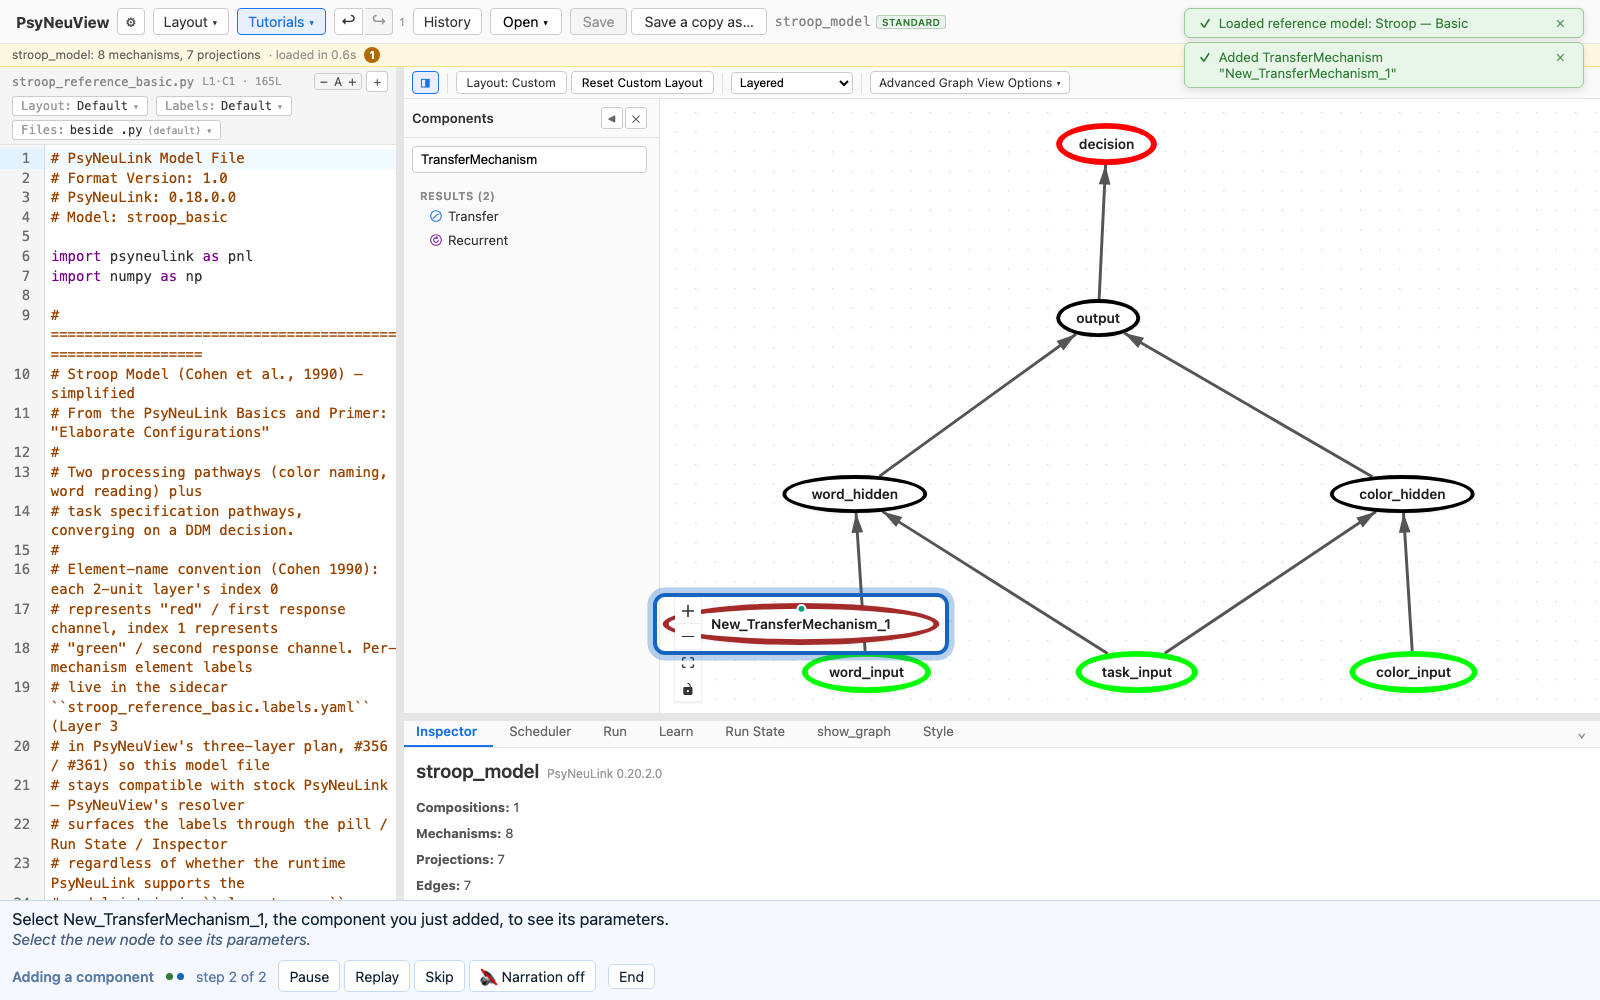 PsyNeuView ⚙ Layout ▾ Tutorials ▾ ↩ ↪ 1 History Open ▾ Save Save a copy as... stroop_model STANDARD
✓ Loaded reference model: Stroop — Basic ✕
✓ Added TransferMechanism "New_TransferMechanism_1" ✕
stroop_model: 8 mechanisms, 7 projections · loaded in 0.6s 1
stroop_reference_basic.py L1:C1 · 165L − A + +
Layout: Default ▾ Labels: Default ▾
Files: beside .py (default) ▾
1 # PsyNeuLink Model File
2 # Format Version: 1.0
3 # PsyNeuLink: 0.18.0.0
4 # Model: stroop_basic
5
6 import psyneulink as pnl
7 import numpy as np
8
9 #
=========================================
==================
10 # Stroop Model (Cohen et al., 1990) —
simplified
11 # From the PsyNeuLink Basics and Primer:
"Elaborate Configurations"
12 #
13 # Two processing pathways (color naming,
word reading) plus
14 # task specification pathways,
converging on a DDM decision.
15 #
16 # Element-name convention (Cohen 1990):
each 2-unit layer's index 0
17 # represents "red" / first response
channel, index 1 represents
18 # "green" / second response channel. Per-
mechanism element labels
19 # live in the sidecar
``stroop_reference_basic.labels.yaml``
(Layer 3
20 # in PsyNeuView's three-layer plan, #356
/ #361) so this model file
21 # stays compatible with stock PsyNeuLink
— PsyNeuView's resolver
22 # surfaces the labels through the pill /
Run State / Inspector
23 # regardless of whether the runtime
PsyNeuLink supports the
Layout: Custom Reset Custom Layout Layered Advanced Graph View Options ▾
Components ◀ ✕
TransferMechanism
RESULTS (2)
Transfer
Recurrent
decision
output
word_hidden
color_hidden
New_TransferMechanism_1
word_input
task_input
color_input
Inspector Scheduler Run Learn Run State show_graph Style
stroop_model PsyNeuLink 0.20.2.0
Compositions: 1
Mechanisms: 8
Projections: 7
Edges: 7
Select New_TransferMechanism_1, the component you just added, to see its parameters.
Select the new node to see its parameters.
Adding a component step 2 of 2 Pause Replay Skip Narration off End